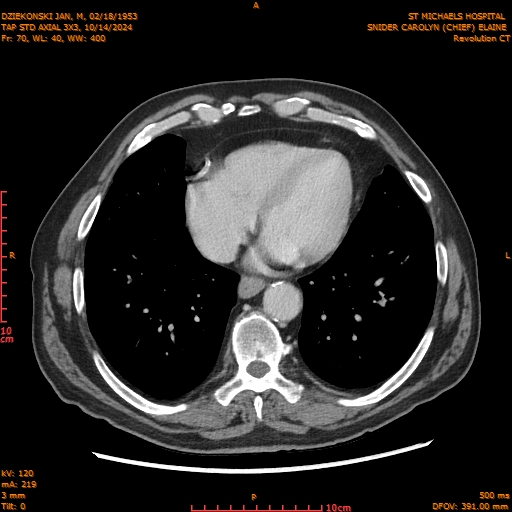 A
DZIEKONSKI JAN, M, 02/18/1953
TAP STD AXIAL 3X3, 10/14/2024
Fr: 70, WL: 40, WW: 400
ST MICHAELS HOSPITAL
SNIDER CAROLYN (CHIEF) ELAINE
Revolution CT
R
L
10
cm
kV: 120
mA: 219
3 mm
Tilt: 0
P
10cm
500 ms
DFOV: 391.00 mm